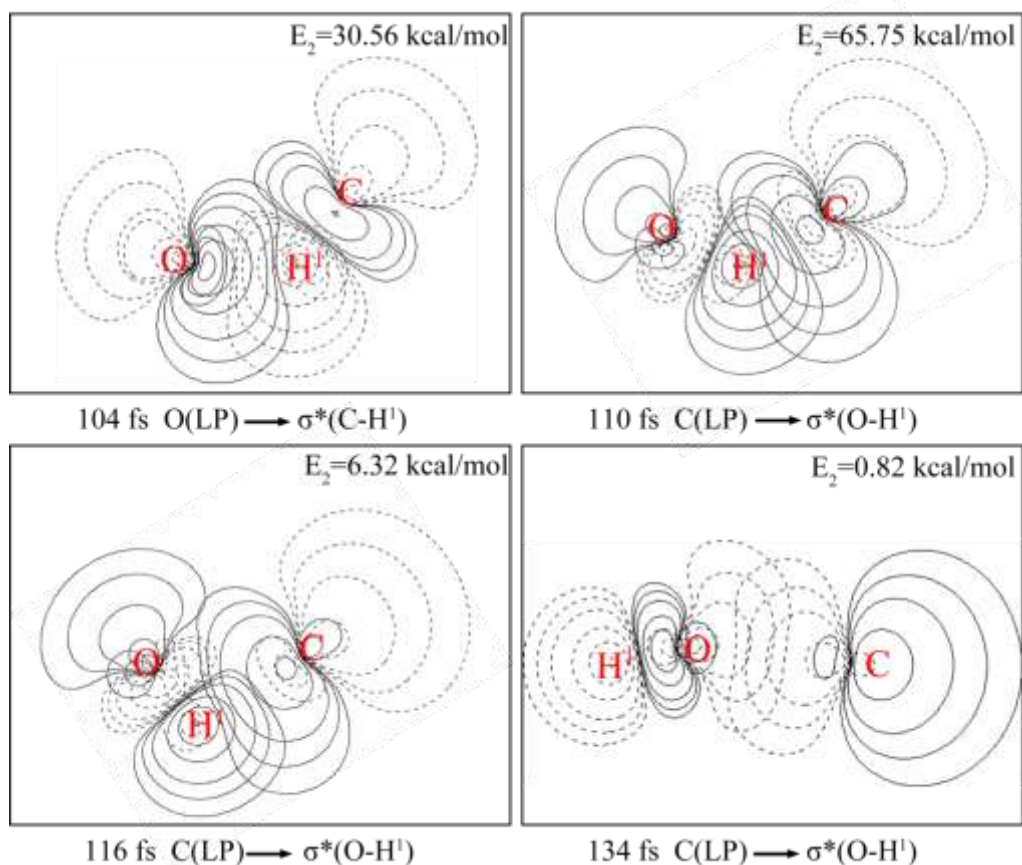 E₂=30.56 kcal/mol
C
O
H¹
104 fs O(LP) ⟶ σ*(C-H¹)
E₂=65.75 kcal/mol
C
O
H¹
110 fs C(LP) ⟶ σ*(O-H¹)
E₂=6.32 kcal/mol
C
O
H¹
116 fs C(LP) ⟶ σ*(O-H¹)
E₂=0.82 kcal/mol
H¹ O C
134 fs C(LP) ⟶ σ*(O-H¹)